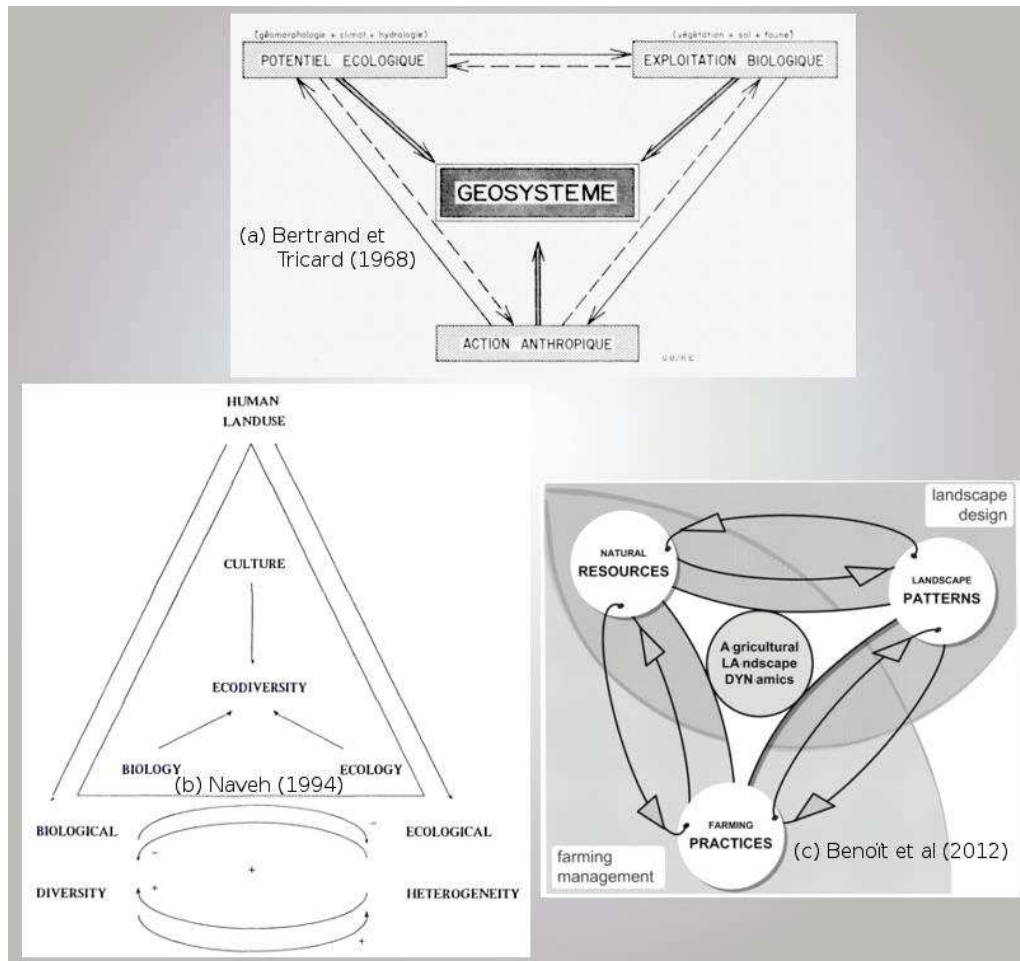 (géomorphologie + climat + hydrologie)
(végétation + sol + faune)
POTENTIEL ECOLOGIQUE
EXPLOITATION BIOLOGIQUE
GEOSYSTEME
(a) Bertrand et
Tricard (1968)
ACTION ANTHROPIQUE
HUMAN
LANDUSE
CULTURE
ECODIVERSITY
BIOLOGY
ECOLOGY
(b) Naveh (1994)
BIOLOGICAL
ECOLOGICAL
-
-
+
+
DIVERSITY
HETEROGENEITY
+
landscape
design
NATURAL
RESOURCES
LANDSCAPE
PATTERNS
A gricultural
LA ndscape
DYN amics
FARMING
PRACTICES
(c) Benoït et al (2012)
farming
management